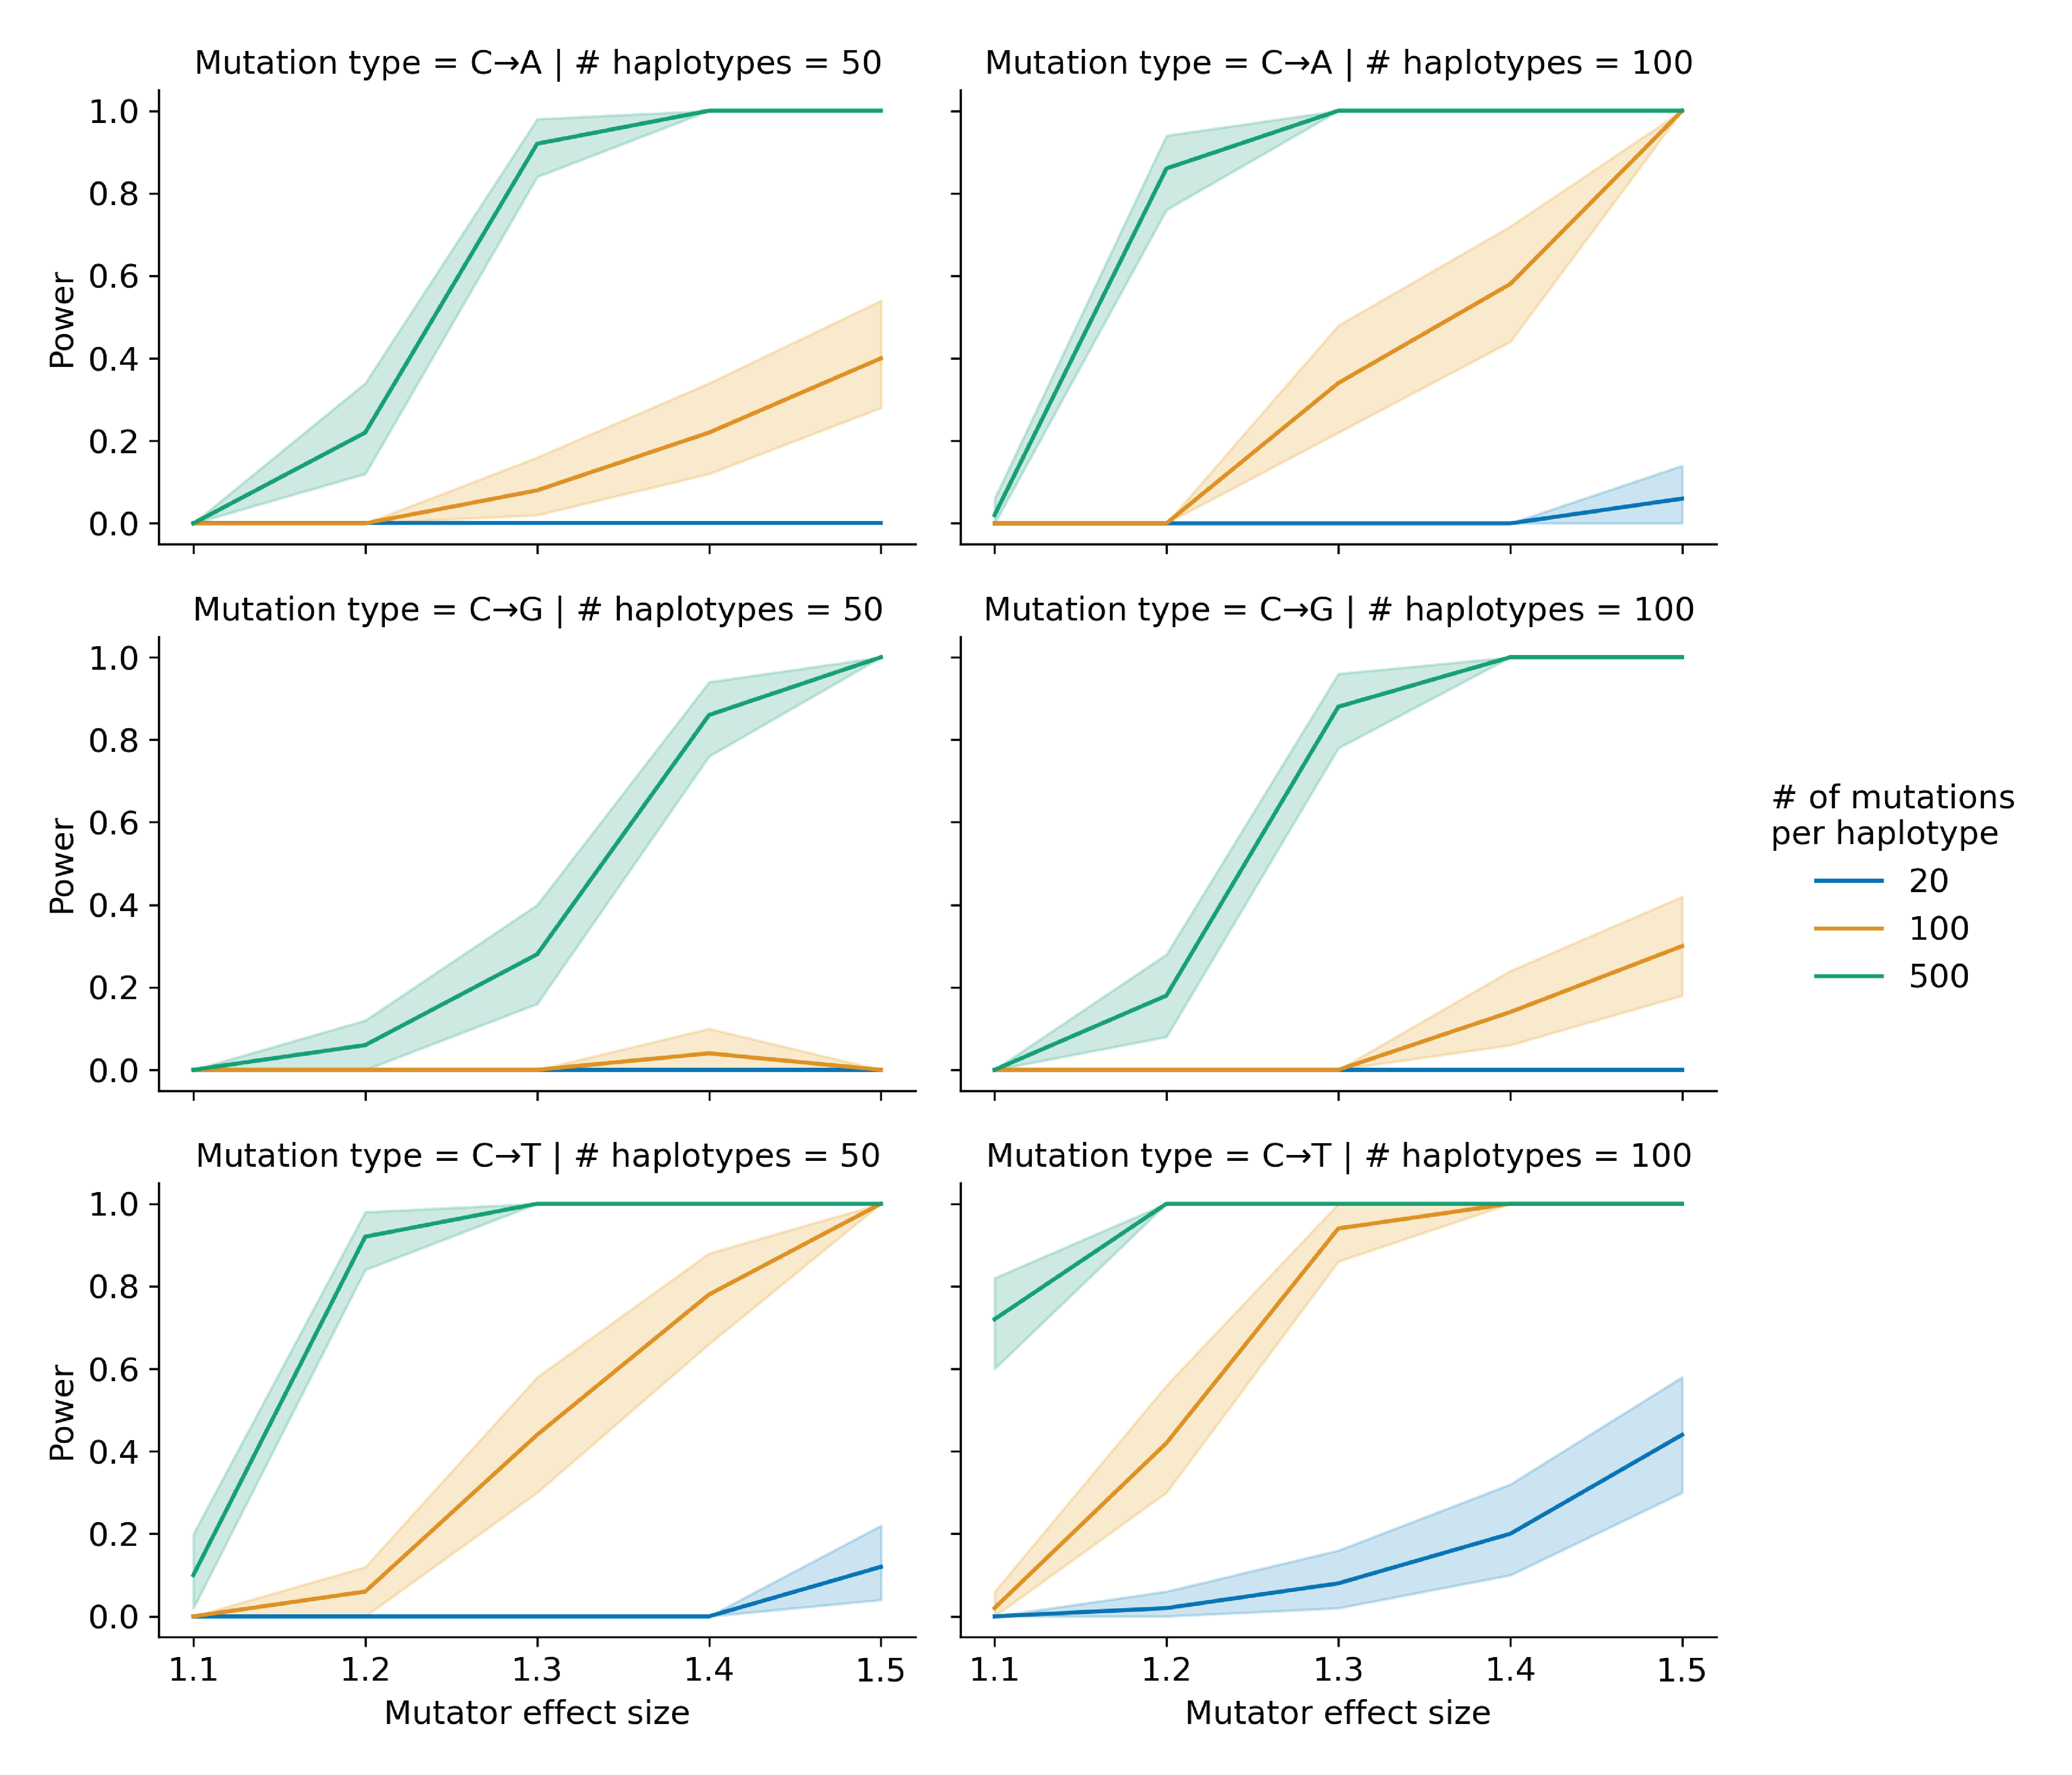 Mutation type = C→A | # haplotypes = 50
Mutation type = C→A | # haplotypes = 100
1.0
0.8
0.6
0.4
0.2
0.0
Power
Mutation type = C→G | # haplotypes = 50
Mutation type = C→G | # haplotypes = 100
1.0
0.8
0.6
0.4
0.2
0.0
Power
# of mutations
per haplotype
20
100
500
Mutation type = C→T | # haplotypes = 50
Mutation type = C→T | # haplotypes = 100
1.0
0.8
0.6
0.4
0.2
0.0
Power
1.1 1.2 1.3 1.4 1.5
1.1 1.2 1.3 1.4 1.5
Mutator effect size
Mutator effect size